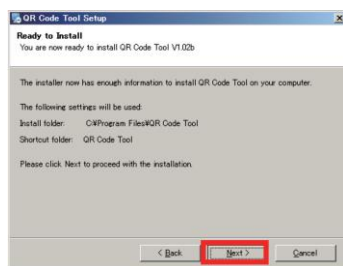 QR Code Tool Setup
Ready to Install
You are now ready to install QR Code Tool V1.02b
The installer now has enough information to install QR Code Tool on your computer.
The following settings will be used:
Install folder: C:¥Program Files¥QR Code Tool
Shortcut folder: QR Code Tool
Please click Next to proceed with the installation.
< Back Next > Cancel